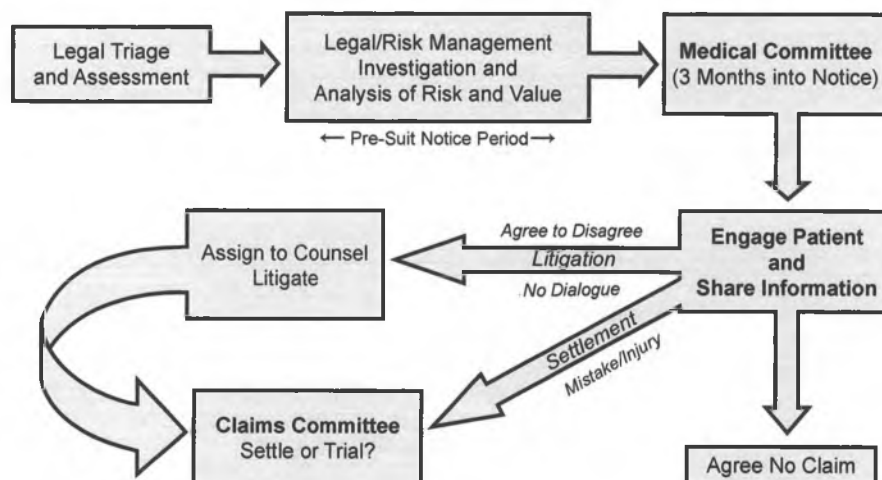 Legal Triage
and Assessment
Legal/Risk Management
Investigation and
Analysis of Risk and Value
← Pre-Suit Notice Period →
Medical Committee
(3 Months into Notice)
Engage Patient
and
Share Information
Agree to Disagree
Litigation
No Dialogue
Assign to Counsel
Litigate
Settlement
Mistake/Injury
Claims Committee
Settle or Trial?
Agree No Claim